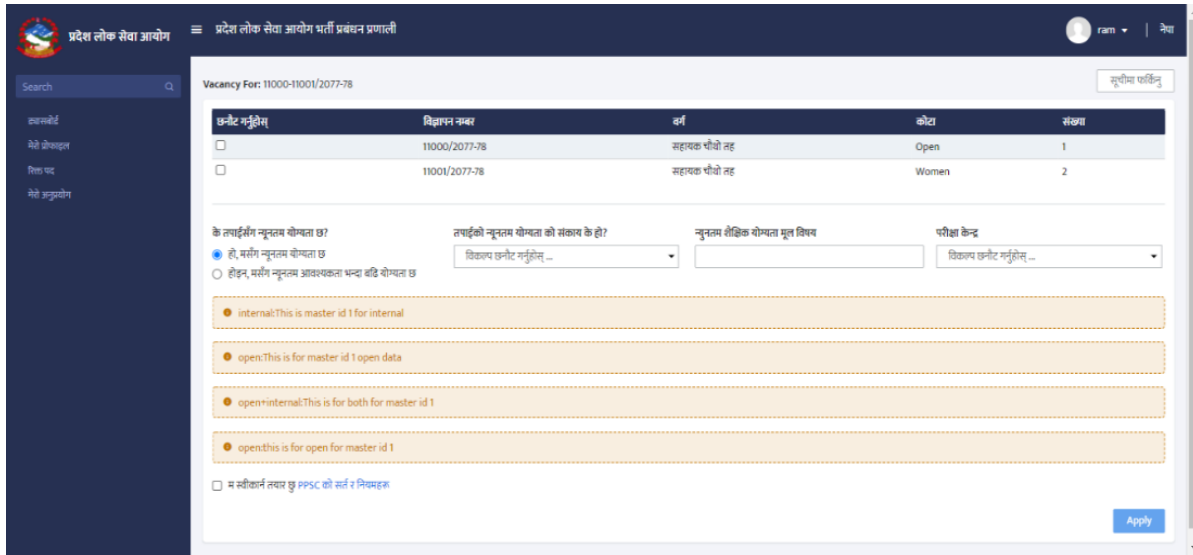 प्रदेश लोक सेवा आयोग
प्रदेश लोक सेवा आयोग भर्ती प्रबंधन प्रणाली
ram
नेपा
Search
ड्यासबोर्ड
मेरो प्रोफाइल
रिक्त पद
मेरो अनुप्रयोग
Vacancy For: 11000-11001/2077-78
सूचीमा फर्किनु
छनौट गर्नुहोस् विज्ञापन नम्बर वर्ग कोटा संख्या
11000/2077-78 सहायक चौथो तह Open 1
11001/2077-78 सहायक चौथो तह Women 2
के तपाईसँग न्यूनतम योग्यता छ? तपाईको न्यूनतम योग्यता को संकाय के हो? न्युनतम शैक्षिक योग्यता मूल विषय परीक्षा केन्द्र
हो, मसँग न्यूनतम योग्यता छ विकल्प छनौट गर्नुहोस् ... विकल्प छनौट गर्नुहोस् ...
होइन, मसँग न्यूनतम आवश्यकता भन्दा बढि योग्यता छ
internal:This is master id 1 for internal
open:This is for master id 1 open data
open+internal:This is for both for master id 1
open:this is for open for master id 1
म स्वीकार्न तयार छु PPSC को सर्त र नियमहरू
Apply